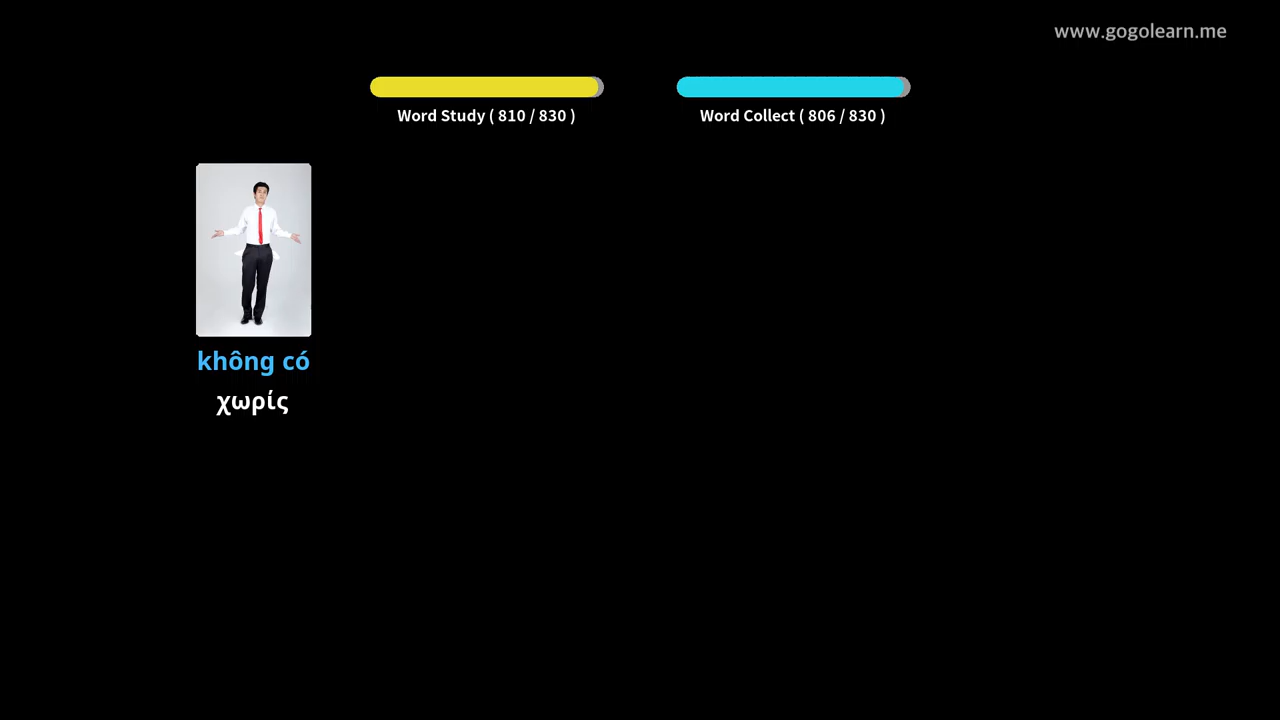 www.gogolearn.me
Word Study ( 810 / 830 )
Word Collect ( 806 / 830 )
không có
χωρίς